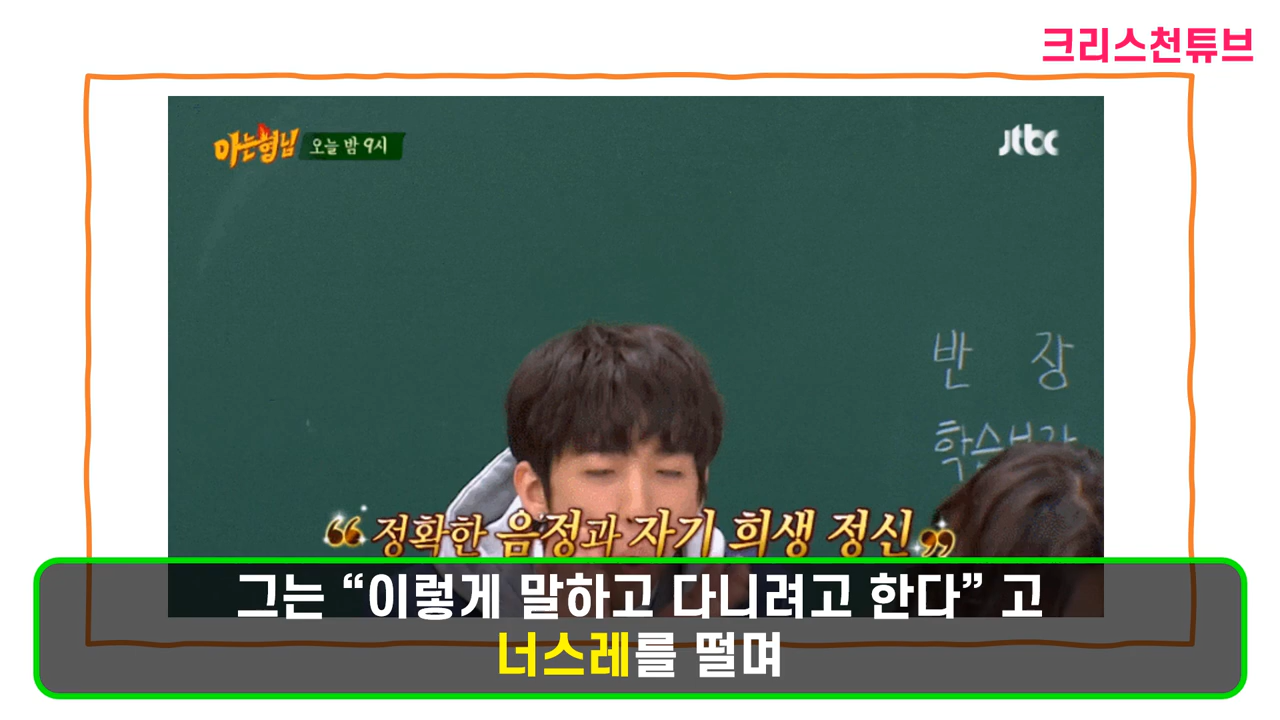 크리스천튜브
아는형님 오늘 밤 9시
jtbc
반 장
“정확한 음정과 자기 희생 정신”
그는 “이렇게 말하고 다니려고 한다” 고
너스레를 떨며